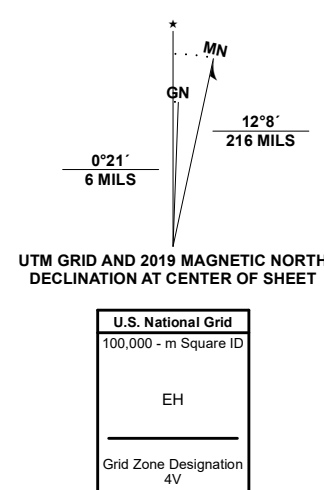 ★
MN
GN
12°8´
216 MILS
0°21´
6 MILS
UTM GRID AND 2019 MAGNETIC NORTH
DECLINATION AT CENTER OF SHEET
U.S. National Grid
100,000 - m Square ID
EH
Grid Zone Designation
4V